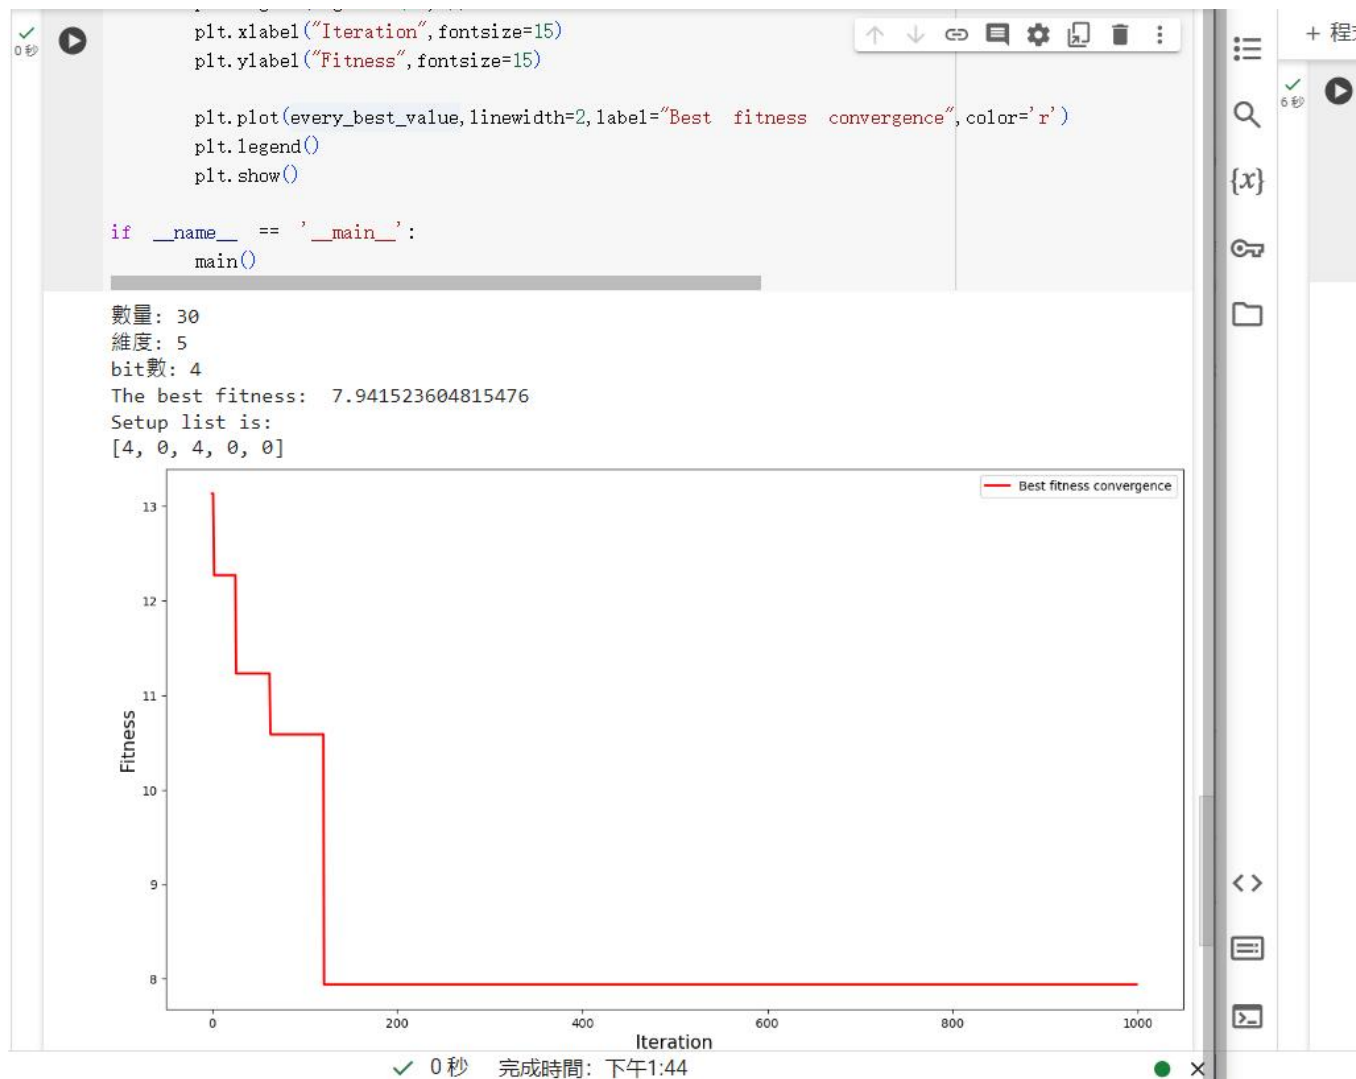 plt.xlabel("Iteration",fontsize=15)
plt.ylabel("Fitness",fontsize=15)
plt.plot(every_best_value,linewidth=2,label="Best fitness convergence",color='r')
plt.legend()
plt.show()
if __name__ == '__main__':
main()
0 秒
數量: 30
維度: 5
bit數: 4
The best fitness: 7.941523604815476
Setup list is:
[4, 0, 4, 0, 0]
Best fitness convergence
13
12
11
10
9
8
Fitness
0 200 400 600 800 1000
Iteration
0 秒 完成時間: 下午1:44
{x}
+ 程式
6 秒